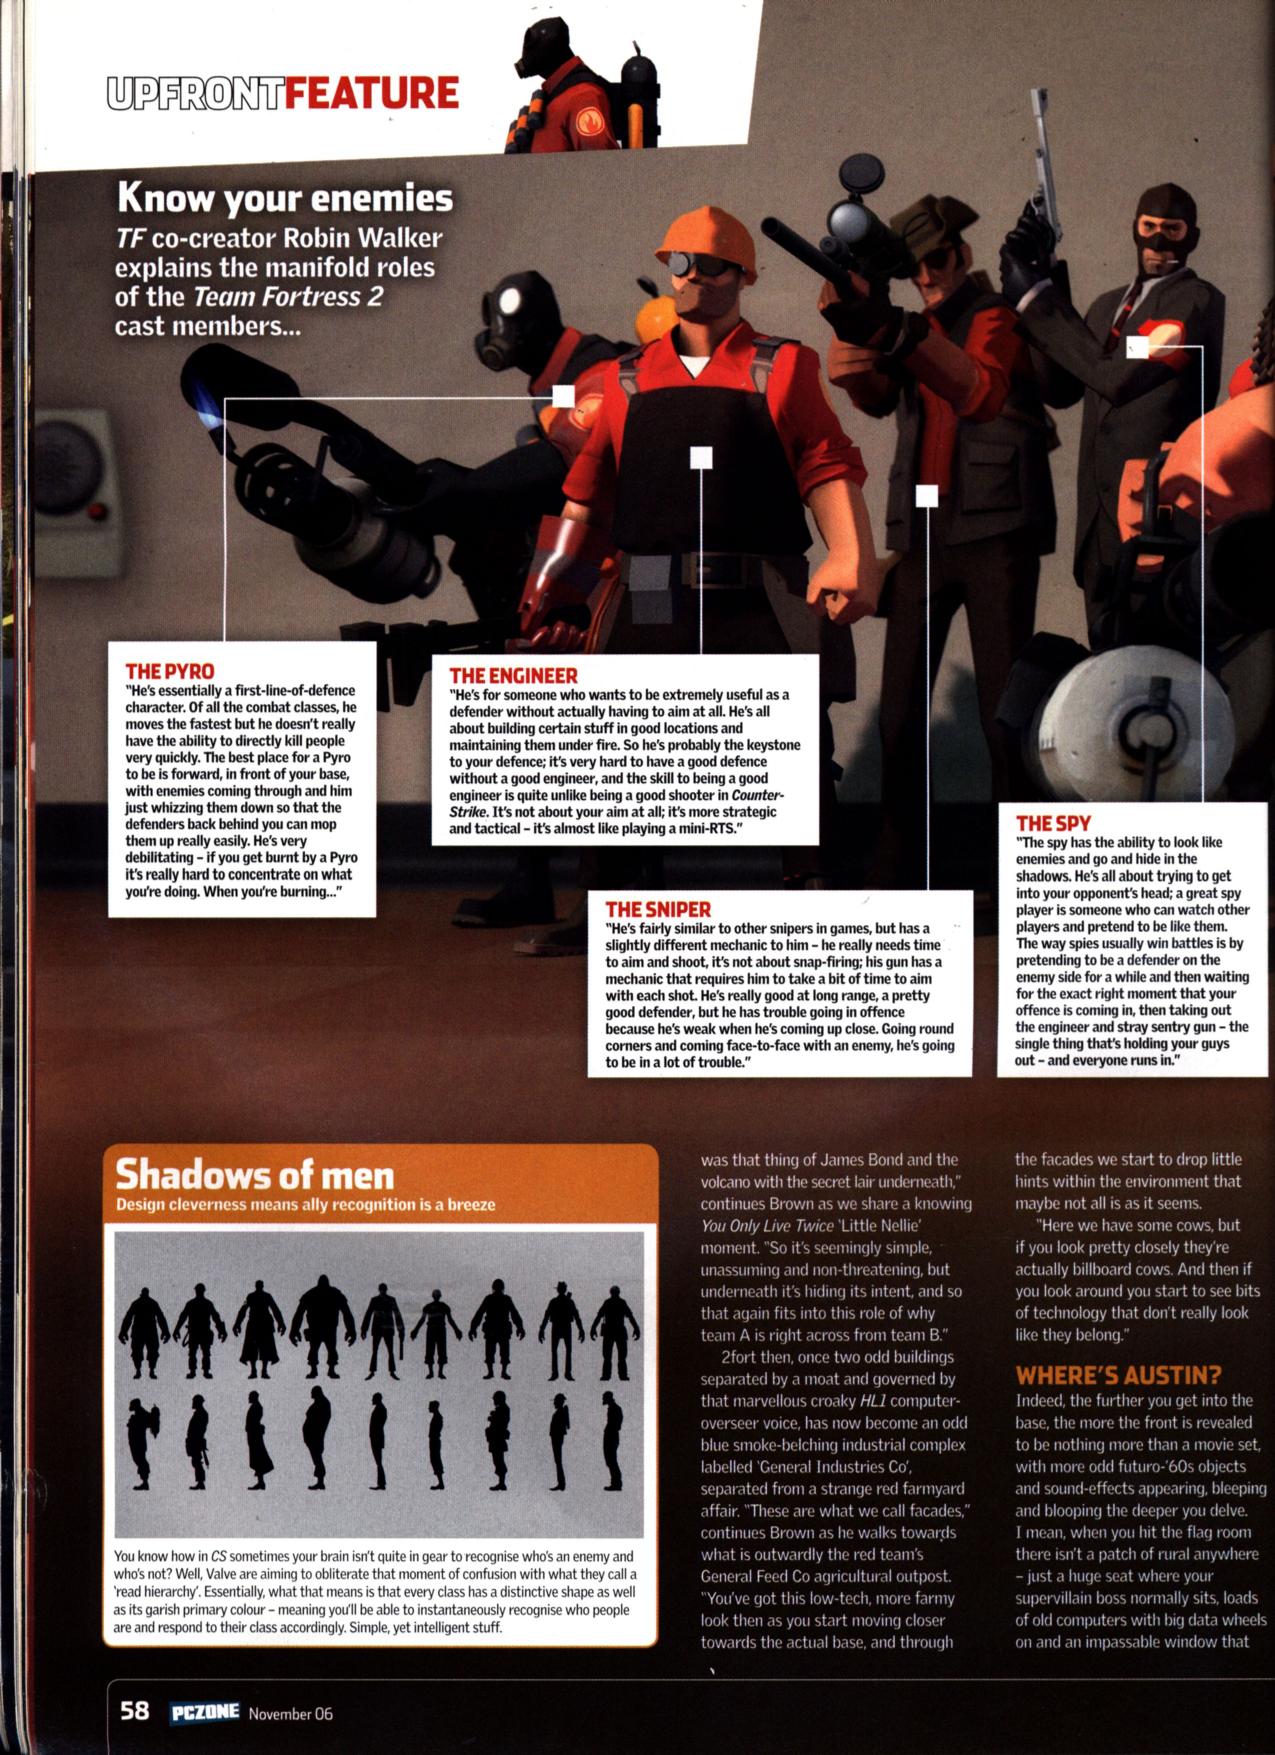 UPFRONTFEATURE
Know your enemies
TF co-creator Robin Walker
explains the manifold roles
of the Team Fortress 2
cast members...
THE PYRO
"He's essentially a first-line-of-defence
character. Of all the combat classes, he
moves the fastest but he doesn't really
have the ability to directly kill people
very quickly. The best place for a Pyro
to be is forward, in front of your base,
with enemies coming through and him
just whizzing them down so that the
defenders back behind you can mop
them up really easily. He's very
debilitating – if you get burnt by a Pyro
it's really hard to concentrate on what
you're doing. When you're burning..."
THE ENGINEER
"He's for someone who wants to be extremely useful as a
defender without actually having to aim at all. He's all
about building certain stuff in good locations and
maintaining them under fire. So he's probably the keystone
to your defence; it's very hard to have a good defence
without a good engineer, and the skill to being a good
engineer is quite unlike being a good shooter in Counter-
Strike. It's not about your aim at all; it's more strategic
and tactical – it's almost like playing a mini-RTS."
THE SNIPER
"He's fairly similar to other snipers in games, but has a
slightly different mechanic to him – he really needs time
to aim and shoot, it's not about snap-firing; his gun has a
mechanic that requires him to take a bit of time to aim
with each shot. He's really good at long range, a pretty
good defender, but he has trouble going in offence
because he's weak when he's coming up close. Going round
corners and coming face-to-face with an enemy, he's going
to be in a lot of trouble."
THE SPY
"The spy has the ability to look like
enemies and go and hide in the
shadows. He's all about trying to get
into your opponent's head; a great spy
player is someone who can watch other
players and pretend to be like them.
The way spies usually win battles is by
pretending to be a defender on the
enemy side for a while and then waiting
for the exact right moment that your
offence is coming in, then taking out
the engineer and stray sentry gun – the
single thing that's holding your guys
out – and everyone runs in."
Shadows of men
Design cleverness means ally recognition is a breeze
You know how in CS sometimes your brain isn't quite in gear to recognise who's an enemy and
who's not? Well, Valve are aiming to obliterate that moment of confusion with what they call a
'read hierarchy'. Essentially, what that means is that every class has a distinctive shape as well
as its garish primary colour – meaning you'll be able to instantaneously recognise who people
are and respond to their class accordingly. Simple, yet intelligent stuff.
was that thing of James Bond and the
volcano with the secret lair underneath,"
continues Brown as we share a knowing
You Only Live Twice 'Little Nellie'
moment. "So it's seemingly simple,
unassuming and non-threatening, but
underneath it's hiding its intent, and so
that again fits into this role of why
team A is right across from team B."
2fort then, once two odd buildings
separated by a moat and governed by
that marvellous croaky HL1 computer-
overseer voice, has now become an odd
blue smoke-belching industrial complex
labelled 'General Industries Co',
separated from a strange red farmyard
affair. "These are what we call facades,"
continues Brown as he walks towards
what is outwardly the red team's
General Feed Co agricultural outpost.
"You've got this low-tech, more farmy
look then as you start moving closer
towards the actual base, and through
the facades we start to drop little
hints within the environment that
maybe not all is as it seems.
"Here we have some cows, but
if you look pretty closely they're
actually billboard cows. And then if
you look around you start to see bits
of technology that don't really look
like they belong."
WHERE'S AUSTIN?
Indeed, the further you get into the
base, the more the front is revealed
to be nothing more than a movie set,
with more odd futuro-'60s objects
and sound-effects appearing, bleeping
and blooping the deeper you delve.
I mean, when you hit the flag room
there isn't a patch of rural anywhere
– just a huge seat where your
supervillain boss normally sits, loads
of old computers with big data wheels
on and an impassable window that
58 PCZONE November 06